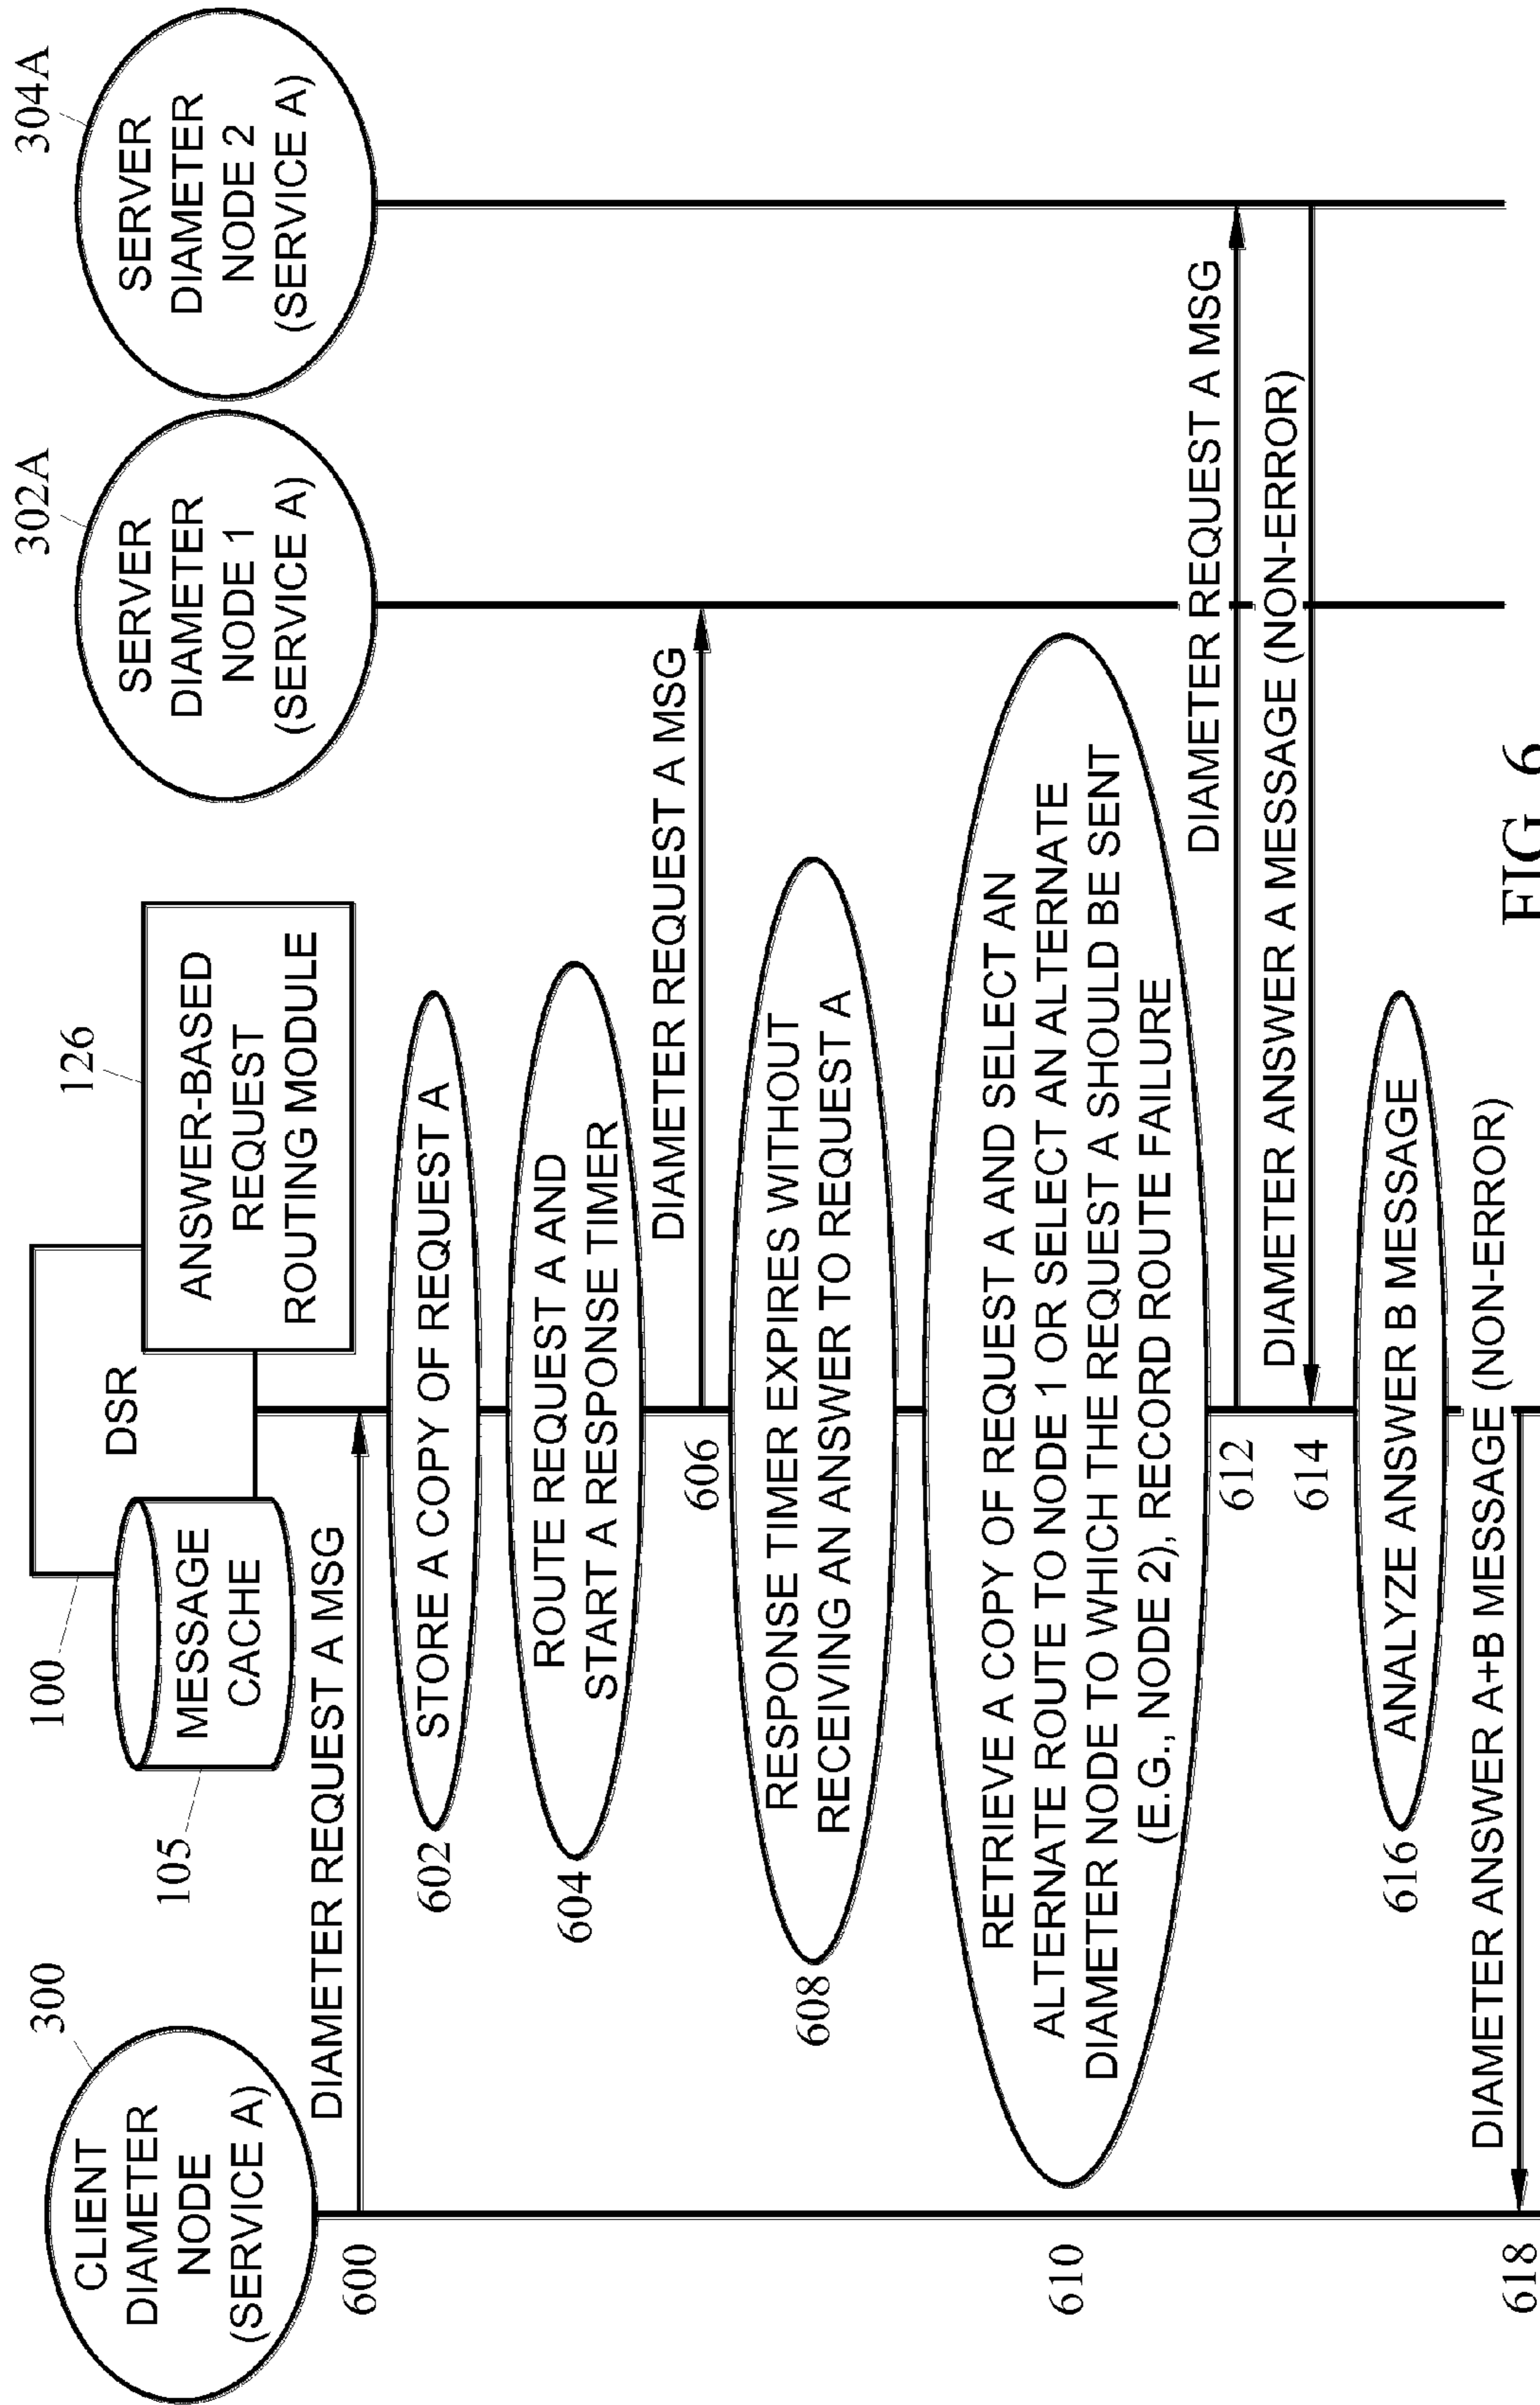 300
CLIENT
DIAMETER
NODE
(SERVICE A)
100
105
MESSAGE
CACHE
DSR
126
ANSWER-BASED
REQUEST
ROUTING MODULE
302A
SERVER
DIAMETER
NODE 1
(SERVICE A)
304A
SERVER
DIAMETER
NODE 2
(SERVICE A)
600
DIAMETER REQUEST A MSG
602
STORE A COPY OF REQUEST A
604
ROUTE REQUEST A AND
START A RESPONSE TIMER
606
DIAMETER REQUEST A MSG
608
RESPONSE TIMER EXPIRES WITHOUT
RECEIVING AN ANSWER TO REQUEST A
610
RETRIEVE A COPY OF REQUEST A AND SELECT AN
ALTERNATE ROUTE TO NODE 1 OR SELECT AN ALTERNATE
DIAMETER NODE TO WHICH THE REQUEST A SHOULD BE SENT
(E.G., NODE 2), RECORD ROUTE FAILURE
612
DIAMETER REQUEST A MSG
614
DIAMETER ANSWER A MESSAGE (NON-ERROR)
616
ANALYZE ANSWER B MESSAGE
618
DIAMETER ANSWER A+B MESSAGE (NON-ERROR)
FIG. 6